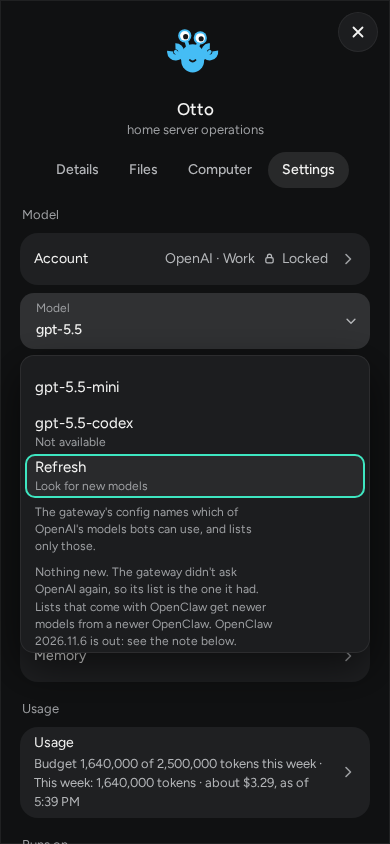 Otto
home server operations
Details Files Computer Settings
Model
Account OpenAI · Work Locked
Model
gpt-5.5
gpt-5.5-mini
gpt-5.5-codex
Not available
Refresh
Look for new models
The gateway's config names which of
OpenAI's models bots can use, and lists
only those.
Nothing new. The gateway didn't ask
OpenAI again, so its list is the one it had.
Lists that come with OpenClaw get newer
models from a newer OpenClaw. OpenClaw
2026.11.6 is out: see the note below.
Memory
Usage
Usage
Budget 1,640,000 of 2,500,000 tokens this week ·
This week: 1,640,000 tokens · about $3.29, as of
5:39 PM
Runs on